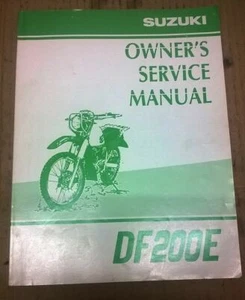 SUZUKI
OWNER'S
SERVICE
MANUAL
DF200E